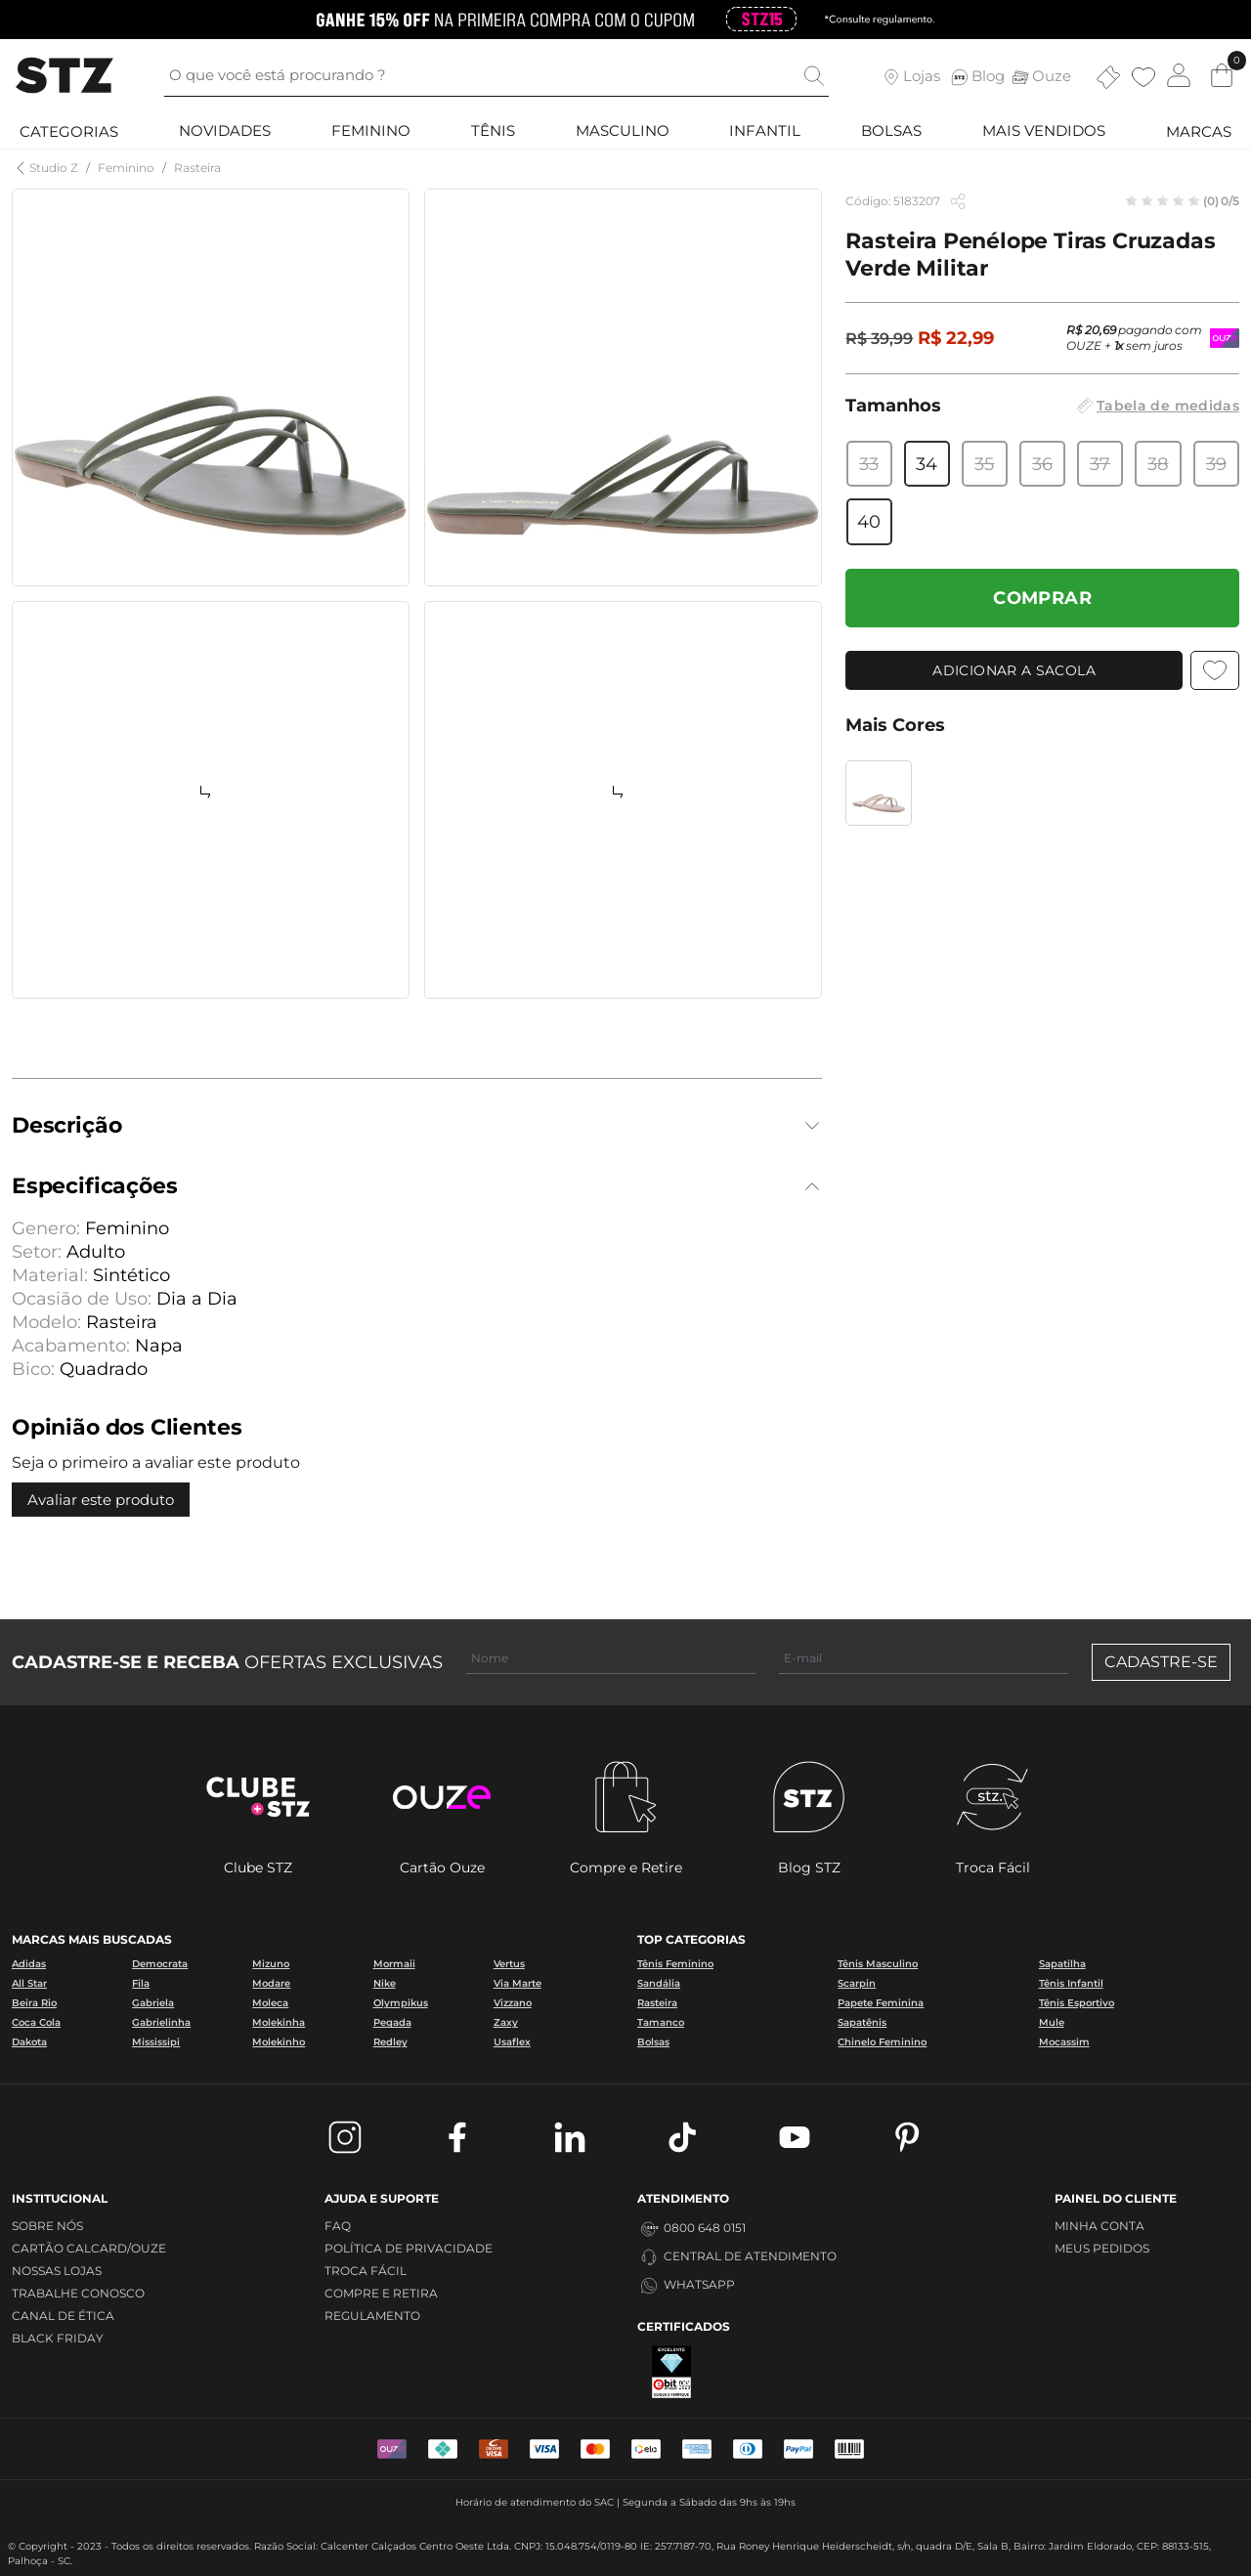 GANHE 15% OFF NA PRIMEIRA COMPRA COM O CUPOM STZ15 *Consulte regulamento.
STZ
O que você está procurando ?
Lojas
STZ Blog
Ouze
0
CATEGORIAS
NOVIDADES
FEMININO
TÊNIS
MASCULINO
INFANTIL
BOLSAS
MAIS VENDIDOS
MARCAS
Studio Z / Feminino / Rasteira
Código: 5183207
(0) 0/5
Rasteira Penélope Tiras Cruzadas
Verde Militar
R$ 39,99 R$ 22,99
R$ 20,69 pagando com
OUZE + 1x sem juros
OUZE
Tamanhos
Tabela de medidas
33 34 35 36 37 38 39
40
COMPRAR
ADICIONAR A SACOLA
Mais Cores
Descrição
Especificações
Genero: Feminino
Setor: Adulto
Material: Sintético
Ocasião de Uso: Dia a Dia
Modelo: Rasteira
Acabamento: Napa
Bico: Quadrado
Opinião dos Clientes
Seja o primeiro a avaliar este produto
Avaliar este produto
CADASTRE-SE E RECEBA OFERTAS EXCLUSIVAS
Nome
E-mail
CADASTRE-SE
CLUBE
+STZ
ouze
STZ
stz.
Clube STZ
Cartão Ouze
Compre e Retire
Blog STZ
Troca Fácil
MARCAS MAIS BUSCADAS
Adidas Democrata Mizuno Mormaii Vertus
All Star Fila Modare Nike Via Marte
Beira Rio Gabriela Moleca Olympikus Vizzano
Coca Cola Gabrielinha Molekinha Pegada Zaxy
Dakota Mississipi Molekinho Redley Usaflex
TOP CATEGORIAS
Tênis Feminino Tênis Masculino Sapatilha
Sandália Scarpin Tênis Infantil
Rasteira Papete Feminina Tênis Esportivo
Tamanco Sapatênis Mule
Bolsas Chinelo Feminino Mocassim
INSTITUCIONAL
SOBRE NÓS
CARTÃO CALCARD/OUZE
NOSSAS LOJAS
TRABALHE CONOSCO
CANAL DE ÉTICA
BLACK FRIDAY
AJUDA E SUPORTE
FAQ
POLÍTICA DE PRIVACIDADE
TROCA FÁCIL
COMPRE E RETIRA
REGULAMENTO
ATENDIMENTO
0800 648 0151
CENTRAL DE ATENDIMENTO
WHATSAPP
CERTIFICADOS
EXCELENTE
ebit
PAINEL DO CLIENTE
MINHA CONTA
MEUS PEDIDOS
OUZE
VISA
VISA
elo
PayPal
Horário de atendimento do SAC | Segunda a Sábado das 9hs às 19hs
© Copyright - 2023 - Todos os direitos reservados. Razão Social: Calcenter Calçados Centro Oeste Ltda. CNPJ: 15.048.754/0119-80 IE: 257.7187-70, Rua Roney Henrique Heiderscheidt, s/n, quadra D/E, Sala B, Bairro: Jardim Eldorado, CEP: 88133-515,
Palhoça - SC.